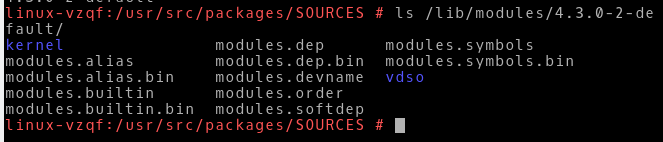 linux-vzqf:/usr/src/packages/SOURCES # ls /lib/modules/4.3.0-2-de
fault/
kernel modules.dep modules.symbols
modules.alias modules.dep.bin modules.symbols.bin
modules.alias.bin modules.devname vdso
modules.builtin modules.order
modules.builtin.bin modules.softdep
linux-vzqf:/usr/src/packages/SOURCES #